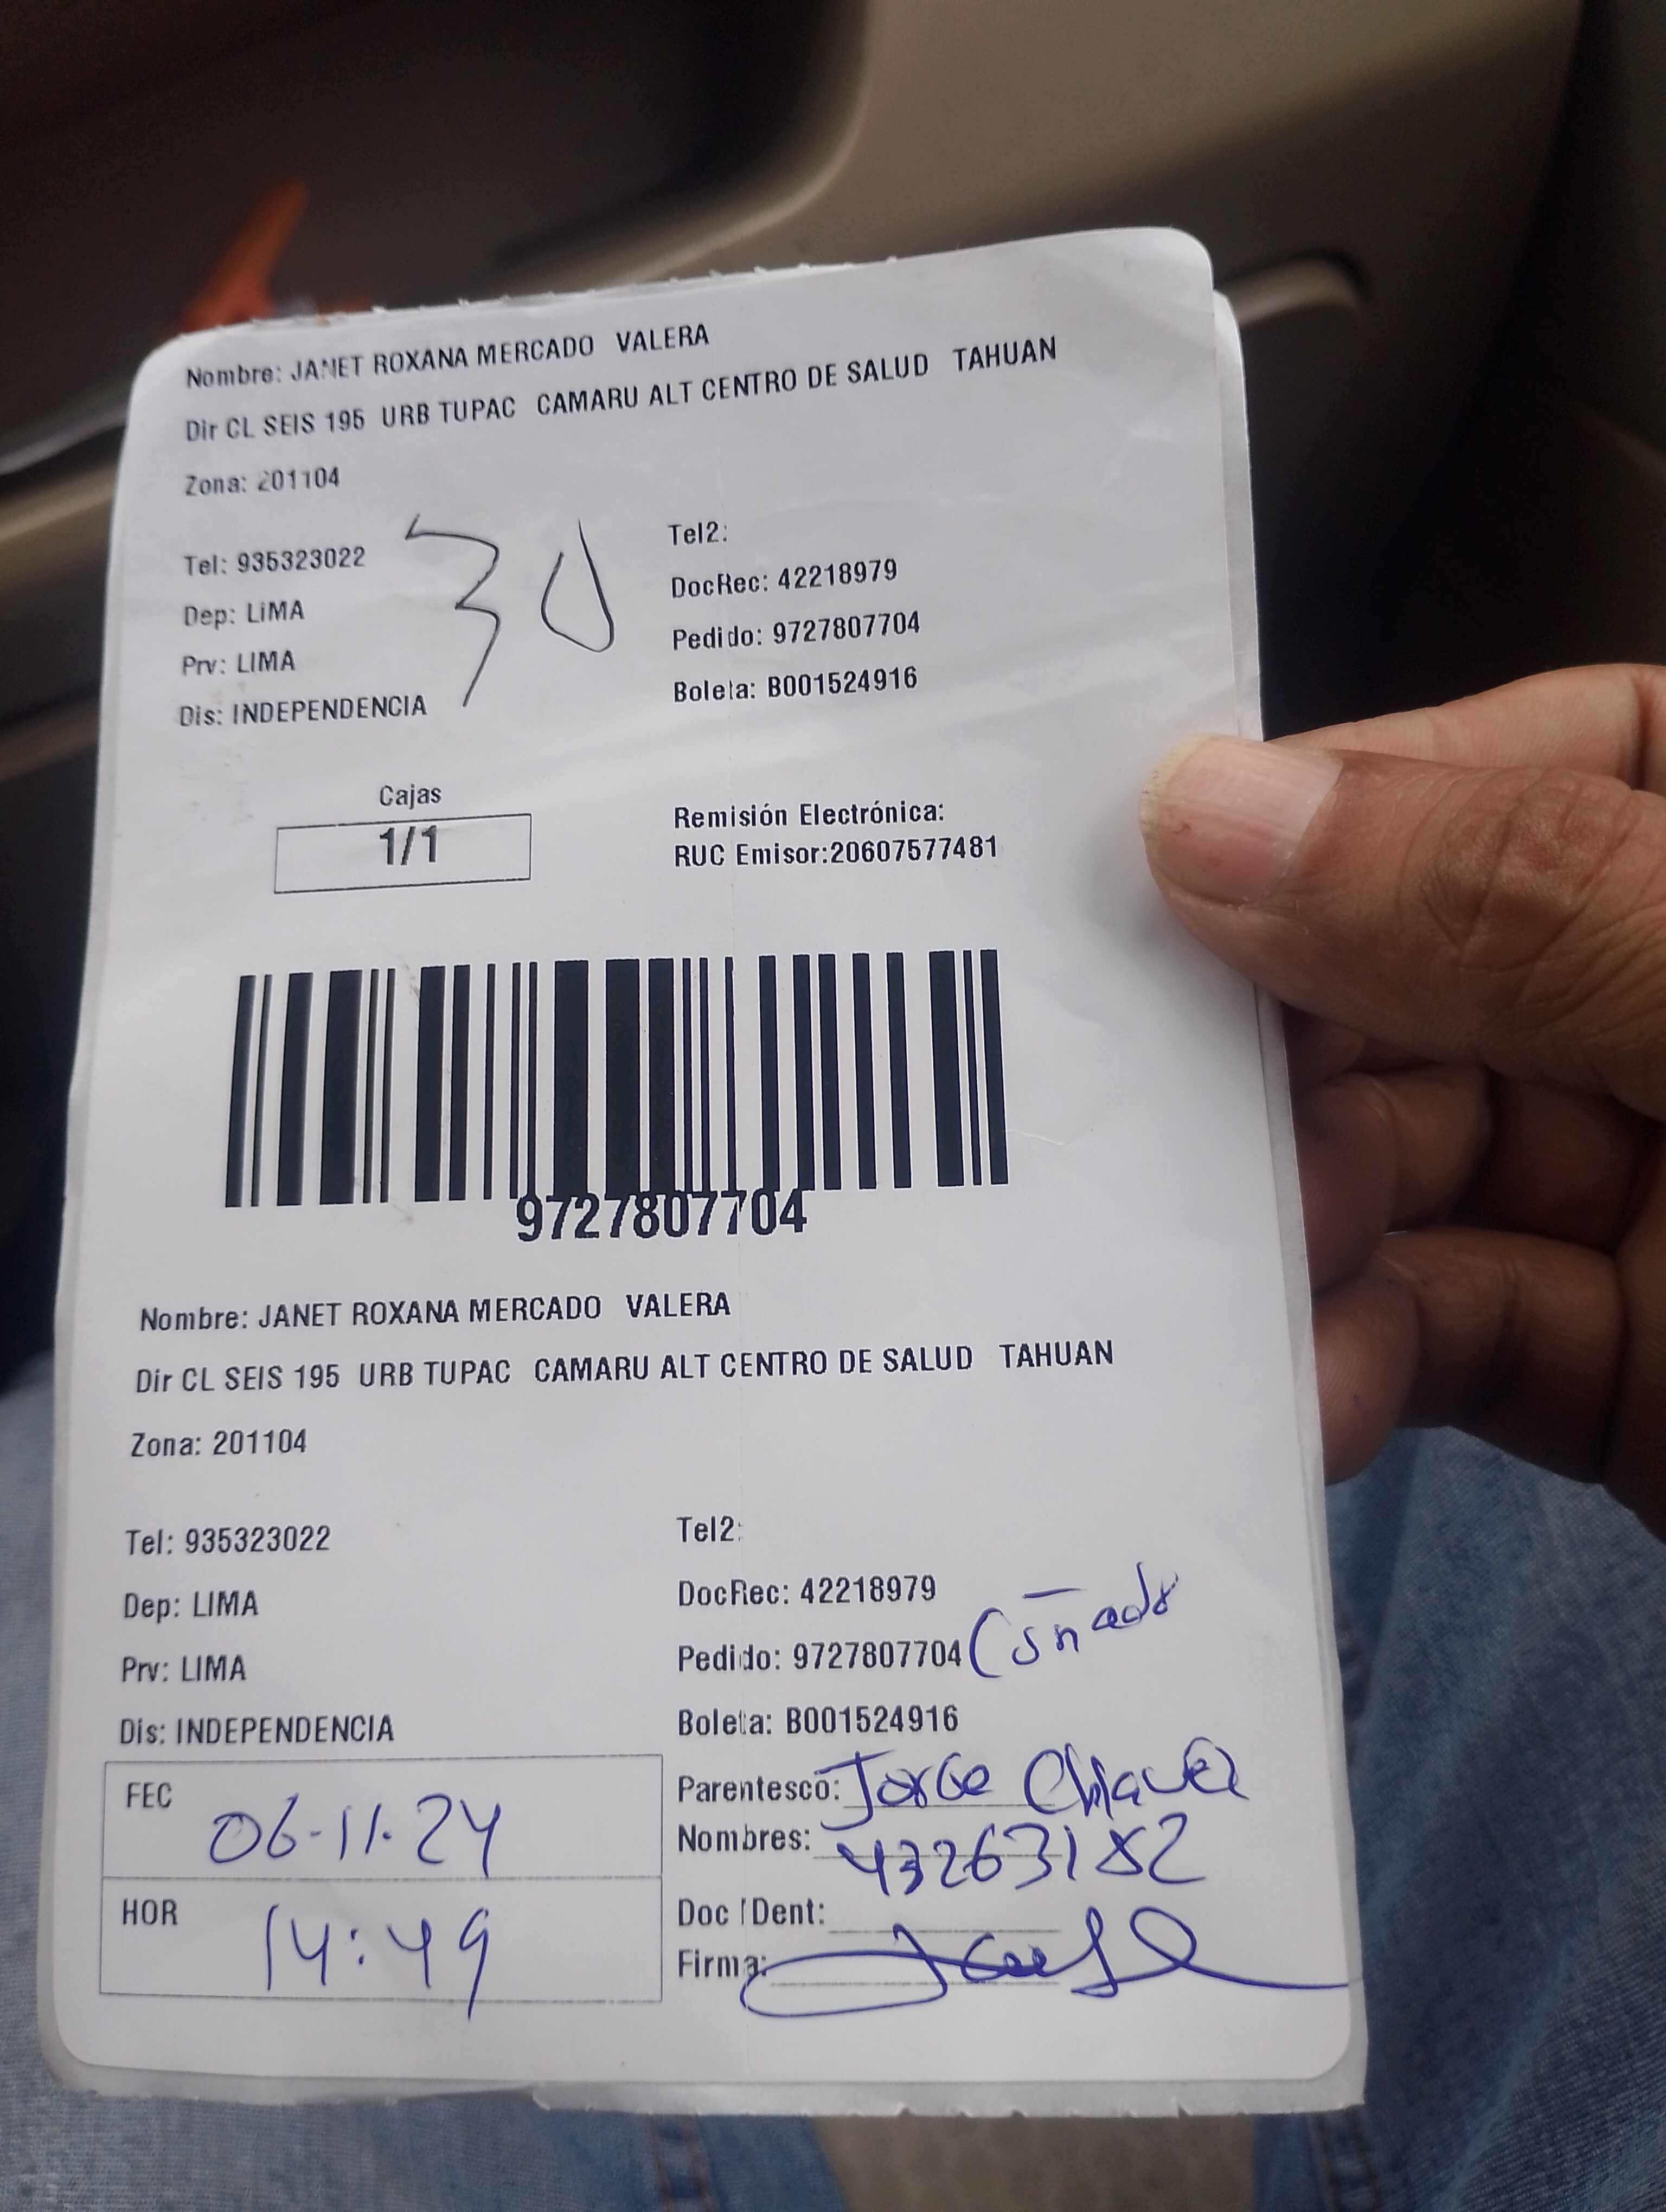 Nombre: JANET ROXANA MERCADO VALERA
Dir CL SEIS 195 URB TUPAC CAMARU ALT CENTRO DE SALUD TAHUAN
Zona: 201104
30
Tel: 935323022
Dep: LIMA
Prv: LIMA
Dis: INDEPENDENCIA
Tel2:
DocRec: 42218979
Pedido: 9727807704
Boleta: B001524916
Cajas
1/1
Remisión Electrónica:
RUC Emisor:20607577481
9727807704
Nombre: JANET ROXANA MERCADO VALERA
Dir CL SEIS 195 URB TUPAC CAMARU ALT CENTRO DE SALUD TAHUAN
Zona: 201104
Tel: 935323022
Dep: LIMA
Prv: LIMA
Dis: INDEPENDENCIA
Tel2:
DocRec: 42218979
Pedido: 9727807704 Cuñado
Boleta: B001524916
FEC 06-11-24
HOR 14:49
Parentesco: Jorge Chavez
Nombres: 43263182
Doc IDent:
Firma: